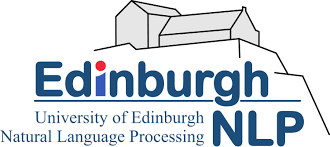 Edinburgh
University of Edinburgh
Natural Language Processing
NLP